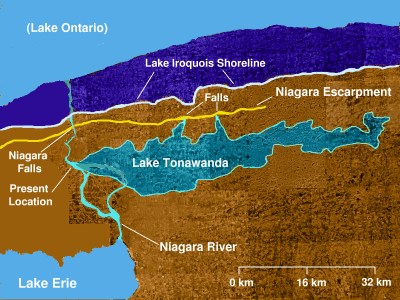 (Lake Ontario)
Lake Iroquois Shoreline
Niagara Escarpment
Falls
Niagara
Falls
Lake Tonawanda
Present
Location
Niagara River
Lake Erie
0 km
16 km
32 km